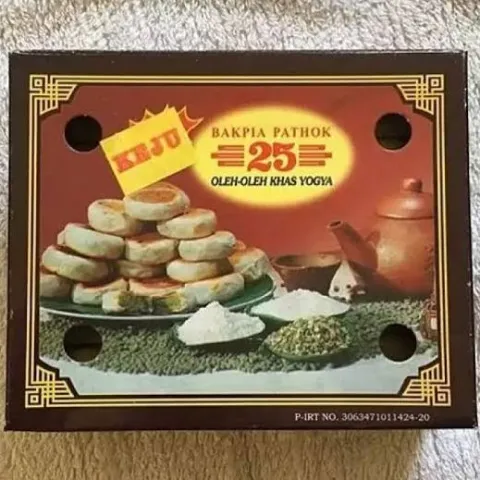 KEJU
BAKPIA PATHOK
25
OLEH-OLEH KHAS YOGYA
P-IRT NO. 3063471011424-20